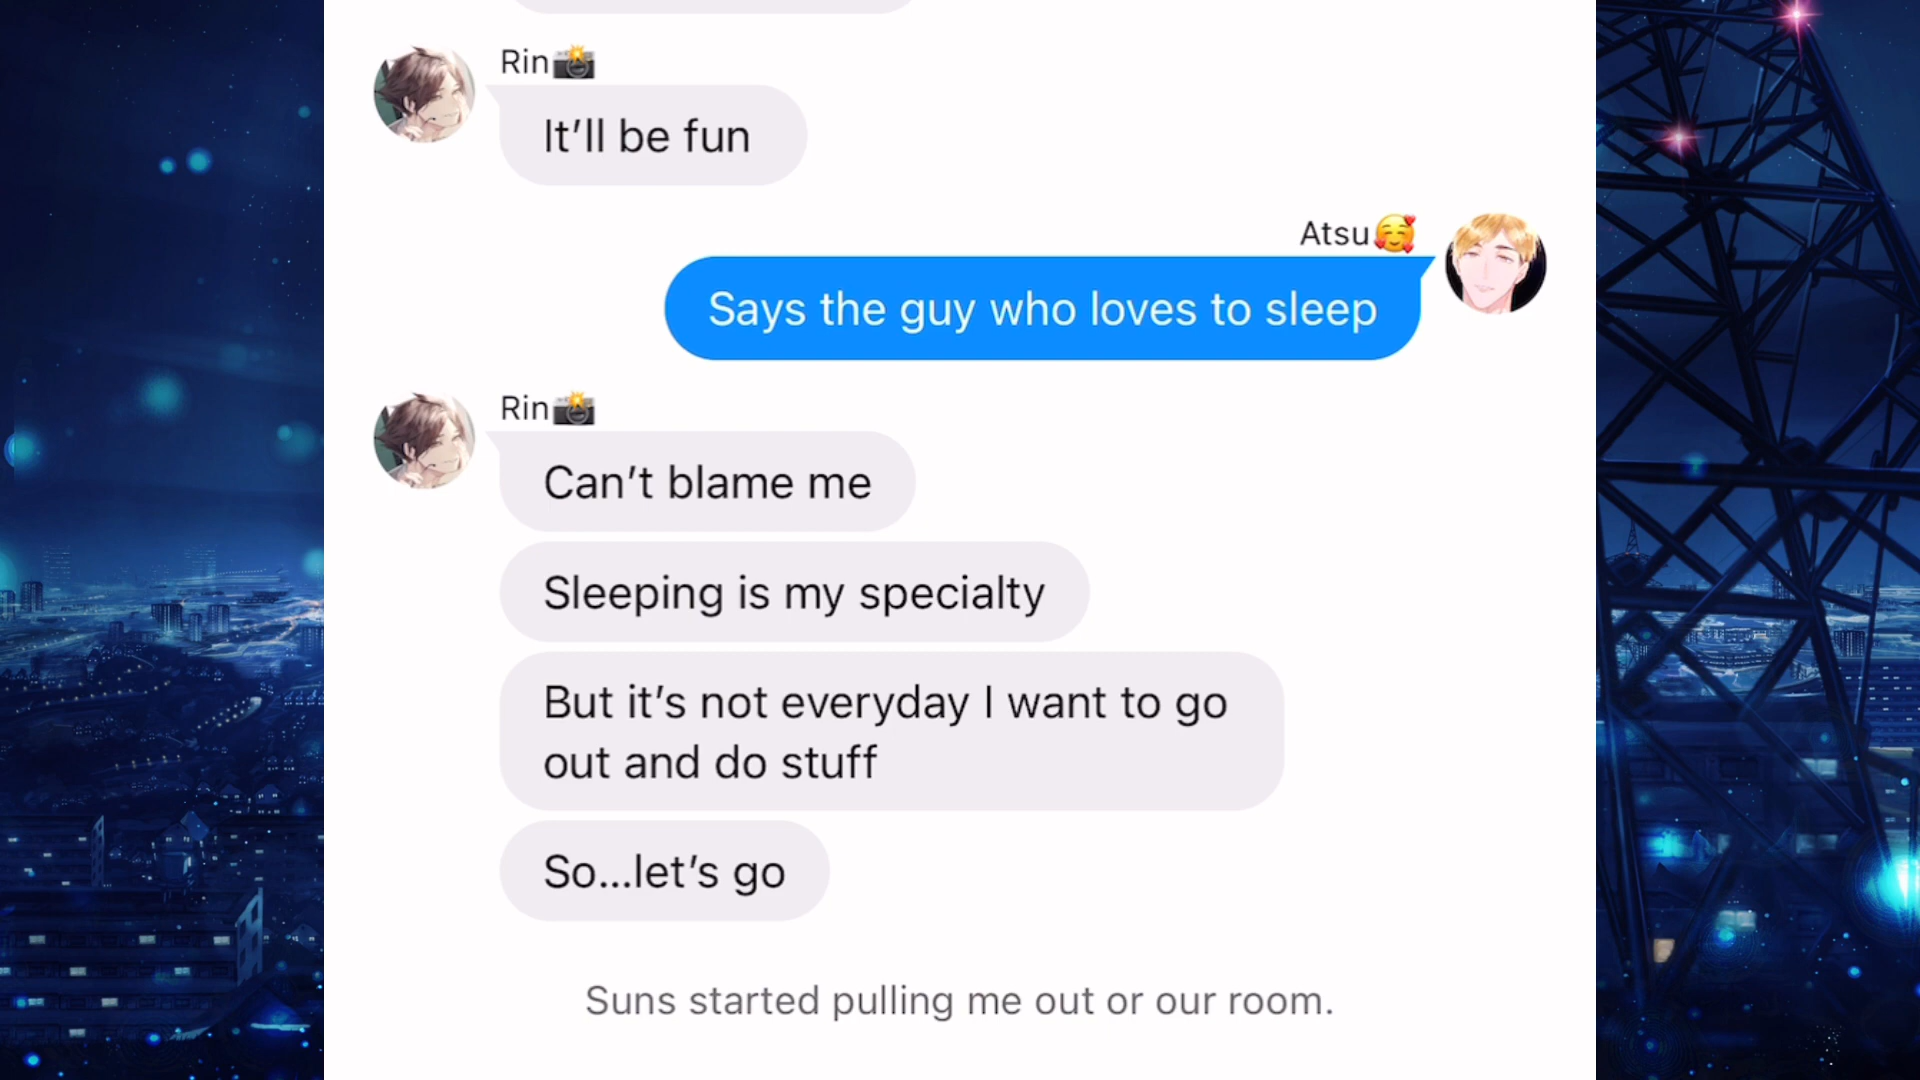 Rin📸
It’ll be fun
Atsu🥰
Says the guy who loves to sleep
Rin📸
Can’t blame me
Sleeping is my specialty
But it’s not everyday I want to go
out and do stuff
So...let’s go
Suns started pulling me out or our room.